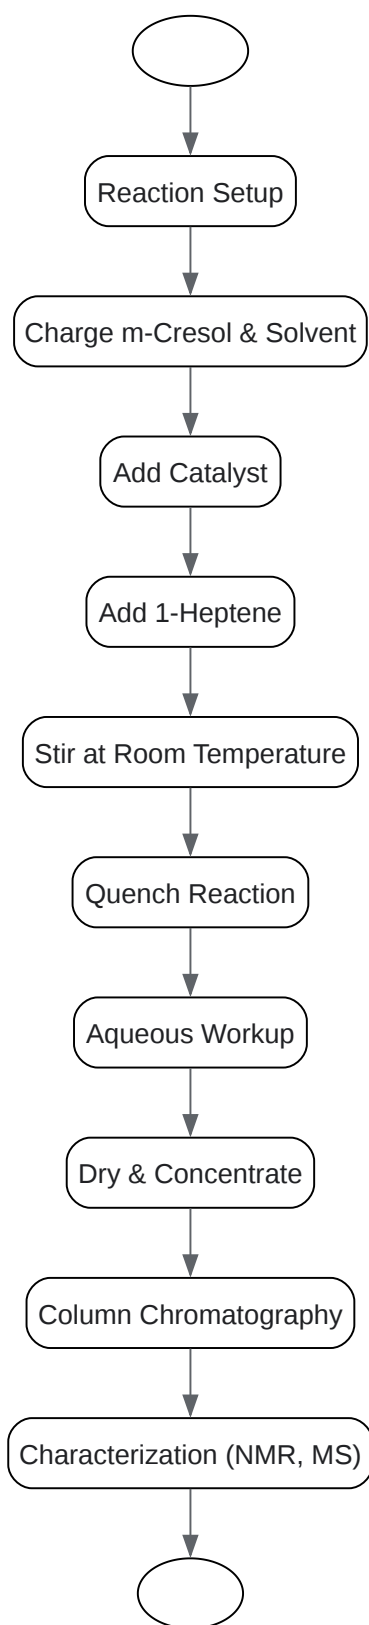 Reaction Setup
Charge m-Cresol & Solvent
Add Catalyst
Add 1-Heptene
Stir at Room Temperature
Quench Reaction
Aqueous Workup
Dry & Concentrate
Column Chromatography
Characterization (NMR, MS)